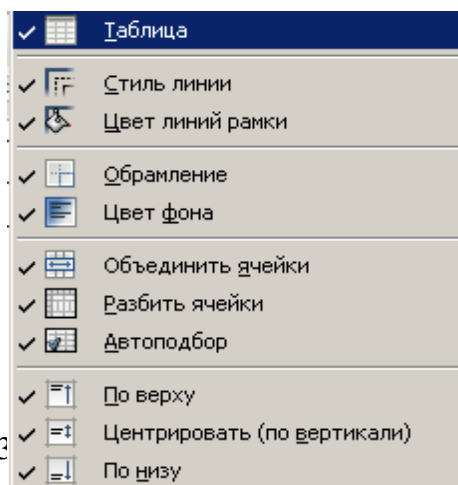 Таблица
Стиль линии
Цвет линий рамки
Обрамление
Цвет фона
Объединить ячейки
Разбить ячейки
Автоподбор
По верху
Центрировать (по вертикали)
По низу